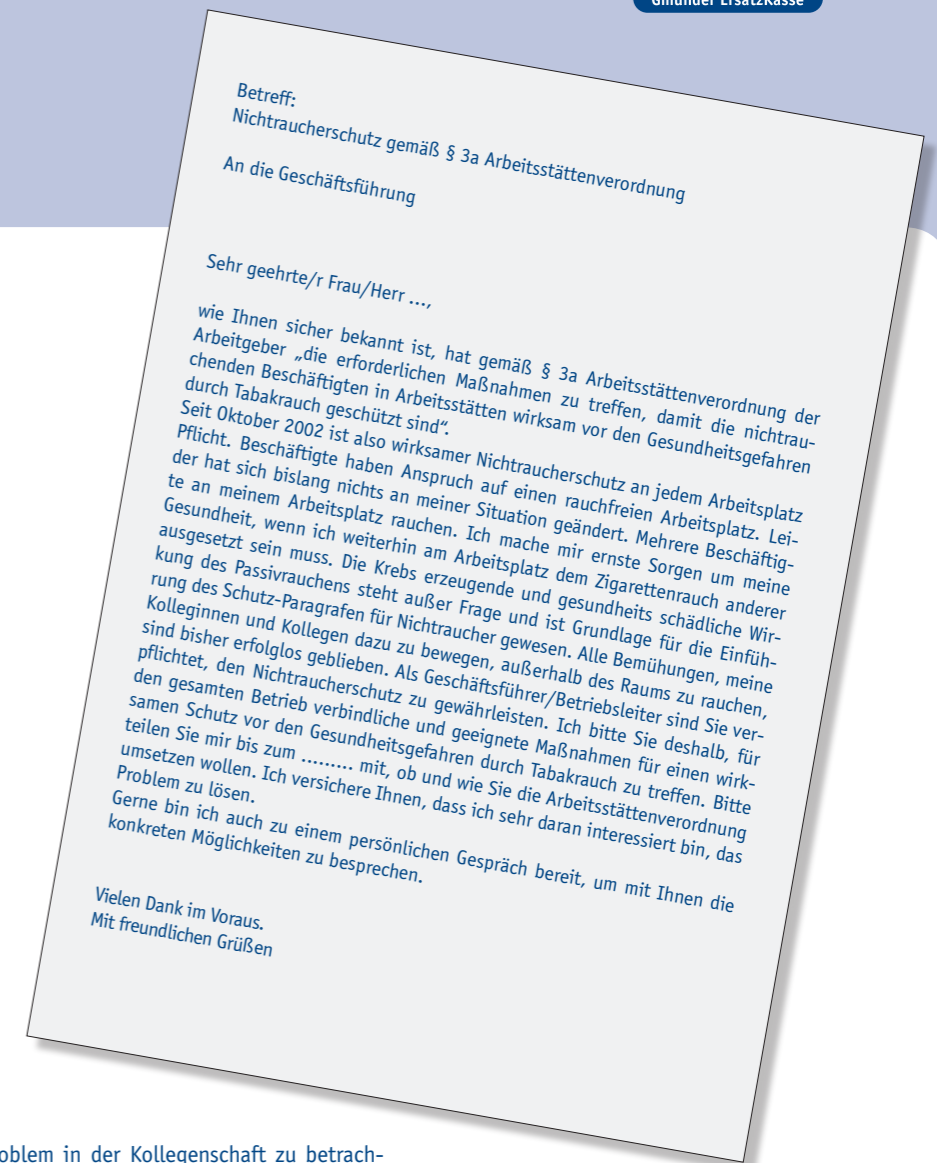 Gmünder ErsatzKasse
Betreff:
Nichtraucherschutz gemäß § 3a Arbeitsstättenverordnung
An die Geschäftsführung
Sehr geehrte/r Frau/Herr ...,
wie Ihnen sicher bekannt ist, hat gemäß § 3a Arbeitsstättenverordnung der
Arbeitgeber „die erforderlichen Maßnahmen zu treffen, damit die nichtrau-
chenden Beschäftigten in Arbeitsstätten wirksam vor den Gesundheitsgefahren
durch Tabakrauch geschützt sind“.
Seit Oktober 2002 ist also wirksamer Nichtraucherschutz an jedem Arbeitsplatz
Pflicht. Beschäftigte haben Anspruch auf einen rauchfreien Arbeitsplatz. Lei-
der hat sich bislang nichts an meiner Situation geändert. Mehrere Beschäftig-
te an meinem Arbeitsplatz rauchen. Ich mache mir ernste Sorgen um meine
Gesundheit, wenn ich weiterhin am Arbeitsplatz dem Zigarettenrauch anderer
ausgesetzt sein muss. Die Krebs erzeugende und gesundheits schädliche Wir-
kung des Passivrauchens steht außer Frage und ist Grundlage für die Einfüh-
rung des Schutz-Paragrafen für Nichtraucher gewesen. Alle Bemühungen, meine
Kolleginnen und Kollegen dazu zu bewegen, außerhalb des Raums zu rauchen,
sind bisher erfolglos geblieben. Als Geschäftsführer/Betriebsleiter sind Sie ver-
pflichtet, den Nichtraucherschutz zu gewährleisten. Ich bitte Sie deshalb, für
den gesamten Betrieb verbindliche und geeignete Maßnahmen für einen wirk-
samen Schutz vor den Gesundheitsgefahren durch Tabakrauch zu treffen. Bitte
teilen Sie mir bis zum ......... mit, ob und wie Sie die Arbeitsstättenverordnung
umsetzen wollen. Ich versichere Ihnen, dass ich sehr daran interessiert bin, das
Problem zu lösen.
Gerne bin ich auch zu einem persönlichen Gespräch bereit, um mit Ihnen die
konkreten Möglichkeiten zu besprechen.
Vielen Dank im Voraus.
Mit freundlichen Grüßen
oblem in der Kollegenschaft zu betrach-